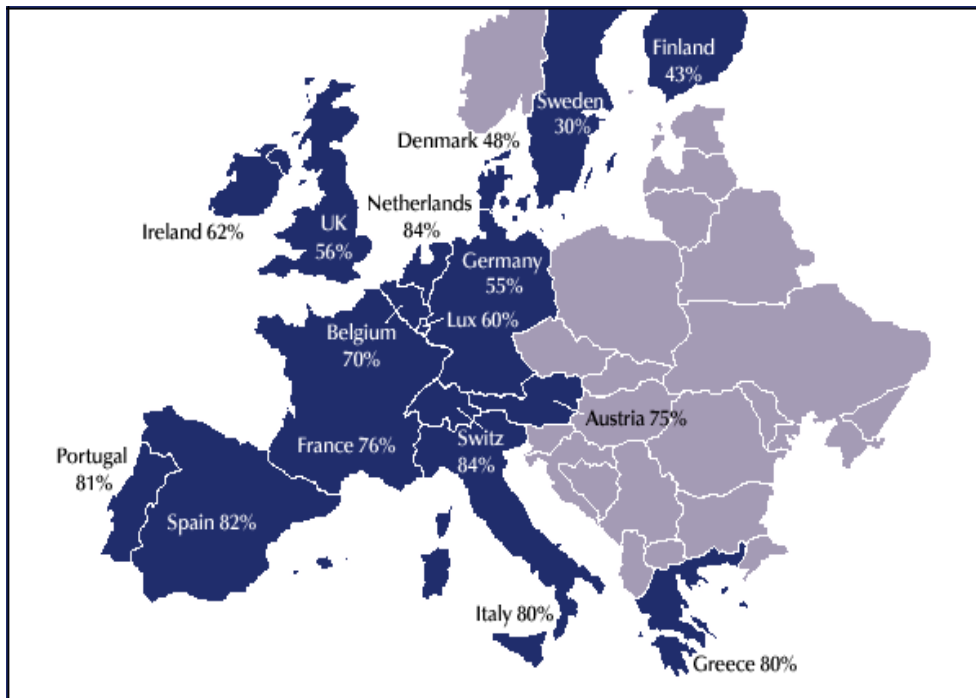 Finland
43%
Sweden
30%
Denmark 48%
Netherlands
84%
Ireland 62%
UK
56%
Germany
55%
Belgium
70%
Lux 60%
Austria 75%
France 76%
Switz
84%
Portugal
81%
Spain 82%
Italy 80%
Greece 80%